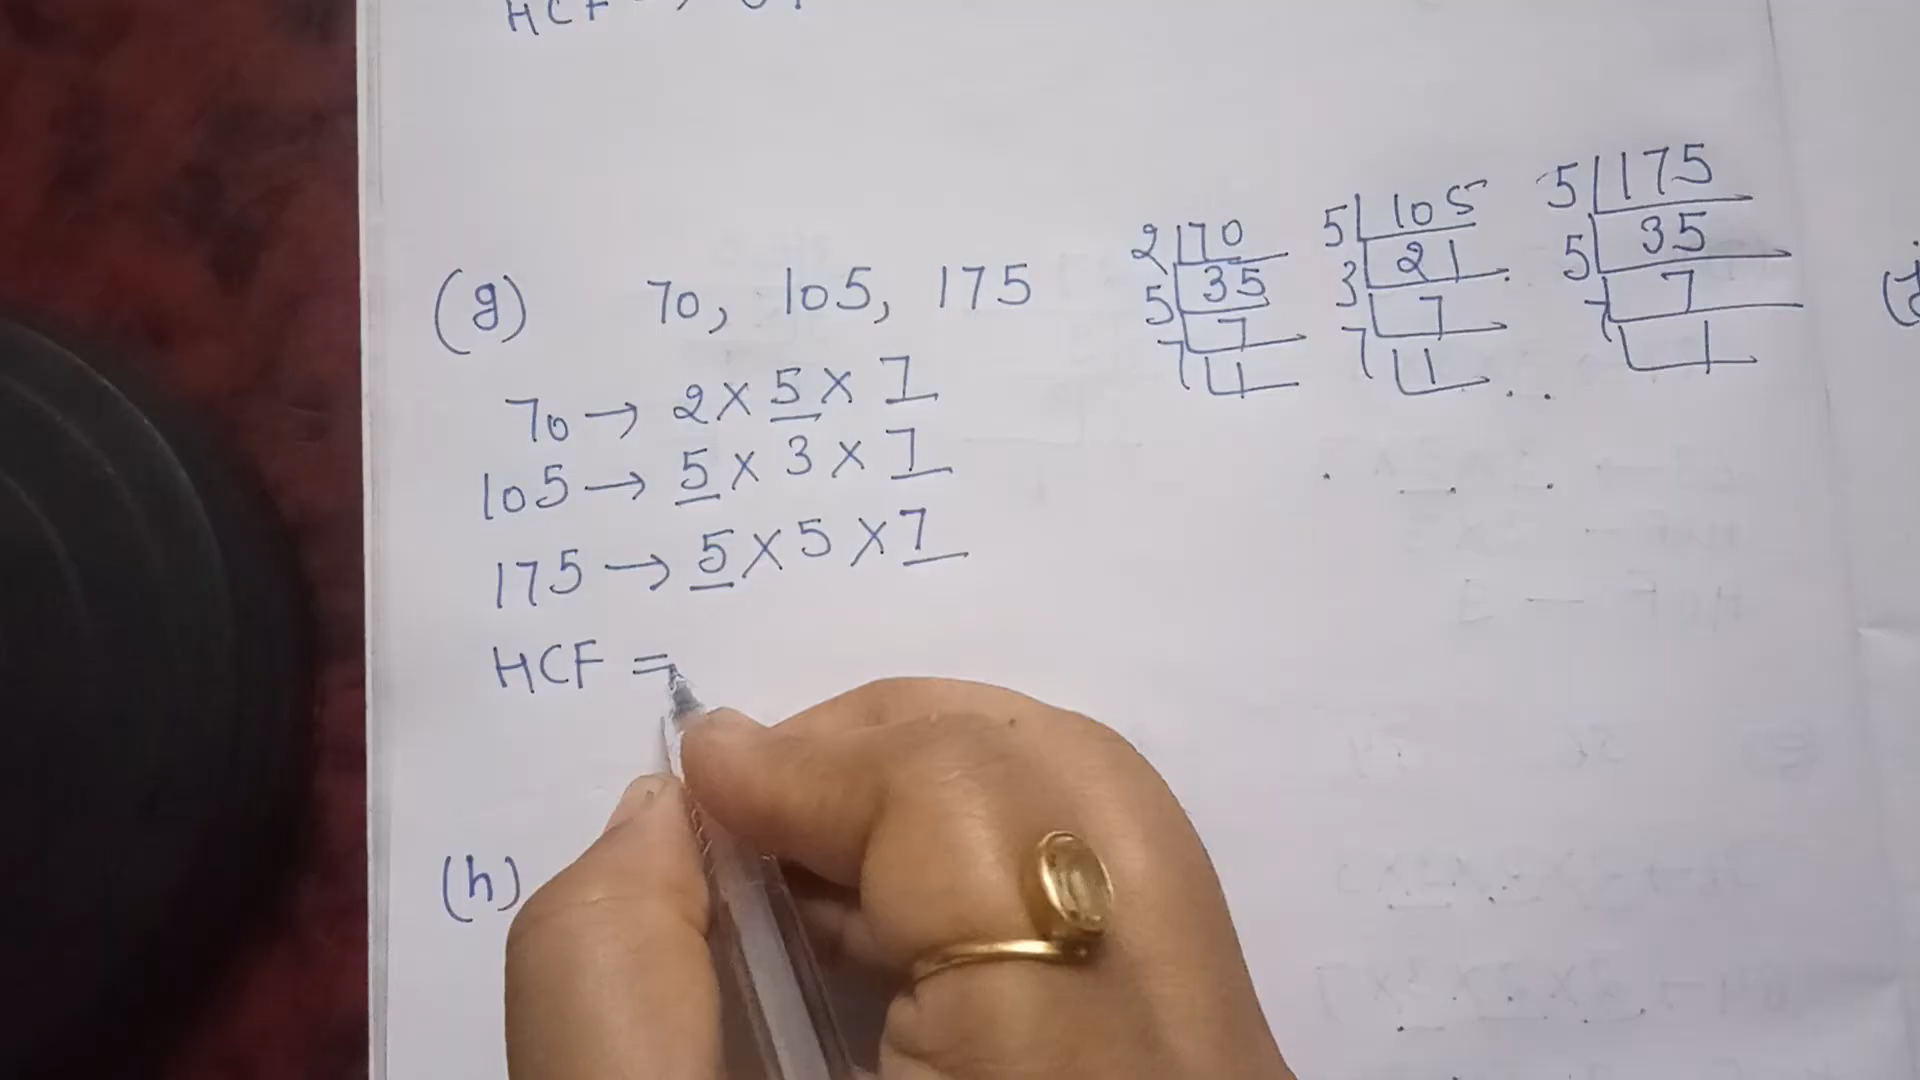 HCF
(g) 70, 105, 175
70 → 2 × 5 × 7
105 → 5 × 3 × 7
175 → 5 × 5 × 7
HCF =
(h)
2 | 70
5 | 35
7 | 7
1
5 | 105
3 | 21
7 | 7
1
5 | 175
5 | 35
7 | 7
1